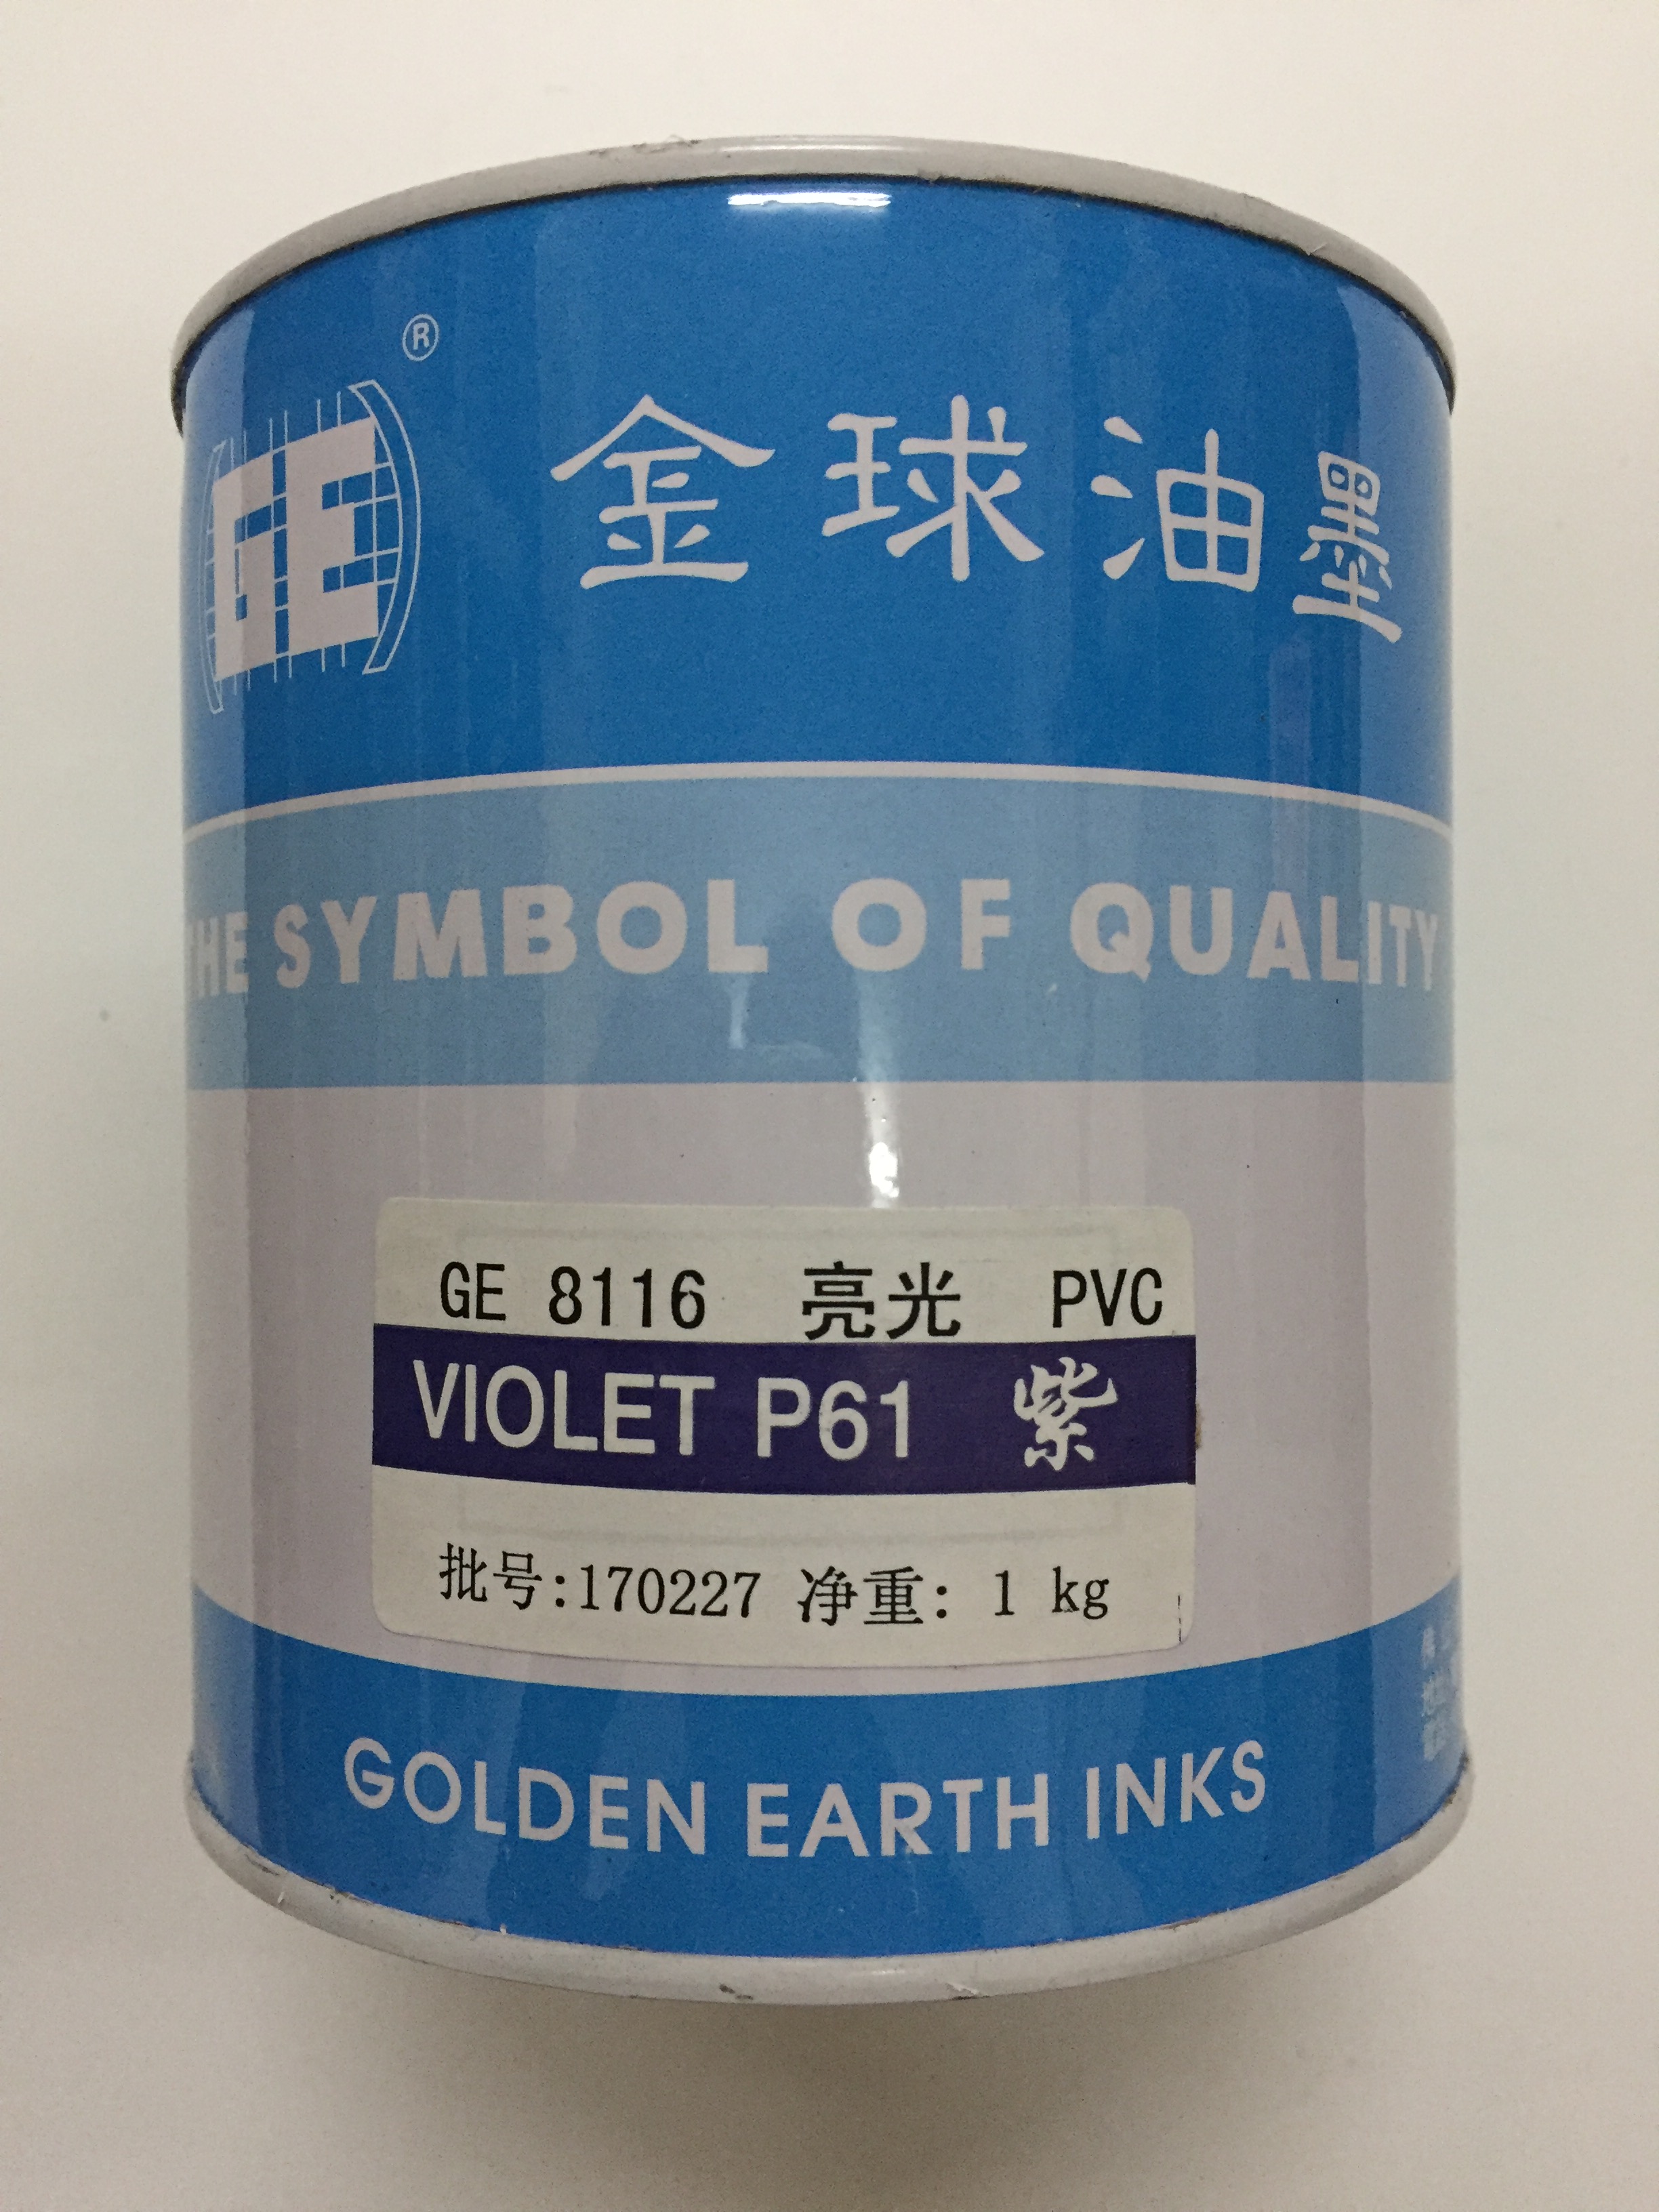 ®
GE
金球油墨
THE SYMBOL OF QUALITY
GE 8116 亮光 PVC
VIOLET P61 紫
批号:170227 净重: 1 kg
GOLDEN EARTH INKS